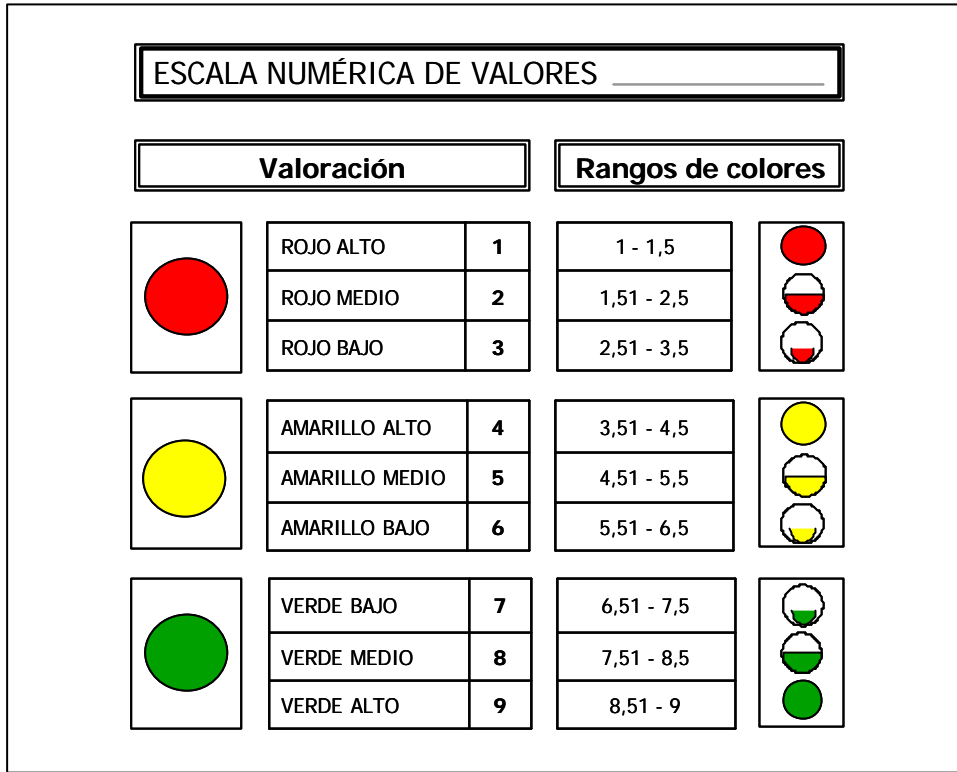 ESCALA NUMÉRICA DE VALORES
Valoración Rangos de colores
ROJO ALTO 1 1 - 1,5
ROJO MEDIO 2 1,51 - 2,5
ROJO BAJO 3 2,51 - 3,5
AMARILLO ALTO 4 3,51 - 4,5
AMARILLO MEDIO 5 4,51 - 5,5
AMARILLO BAJO 6 5,51 - 6,5
VERDE BAJO 7 6,51 - 7,5
VERDE MEDIO 8 7,51 - 8,5
VERDE ALTO 9 8,51 - 9